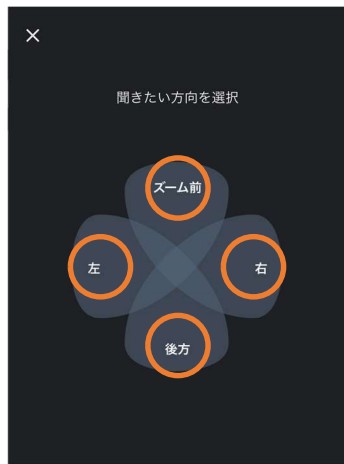 聞きたい方向を選択
ズーム前
左
右
後方